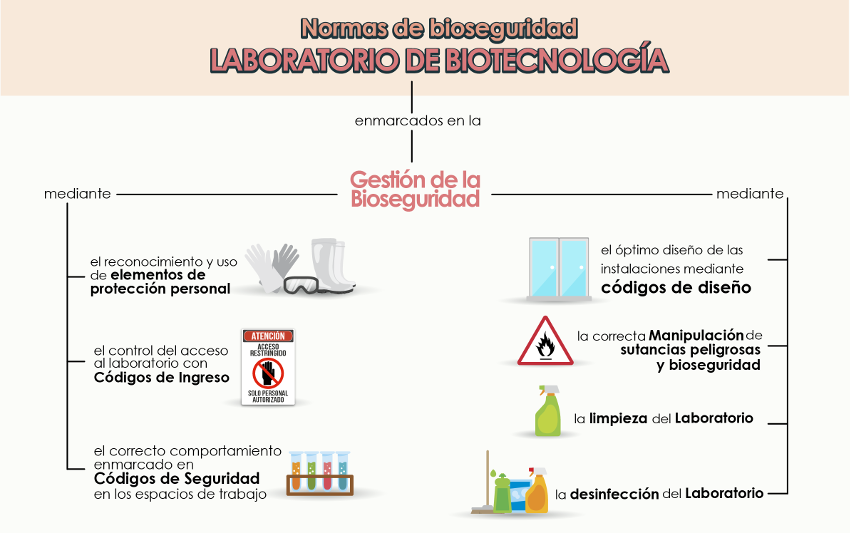 Normas de bioseguridad
LABORATORIO DE BIOTECNOLOGÍA
enmarcados en la
Gestión de la
Bioseguridad
mediante
el reconocimiento y uso
de elementos de
protección personal
ATENCIÓN
ACCESO
RESTRINGIDO
SOLO PERSONAL
AUTORIZADO
el control del acceso
al laboratorio con
Códigos de Ingreso
el correcto comportamiento
enmarcado en
Códigos de Seguridad
en los espacios de trabajo
mediante
el óptimo diseño de las
instalaciones mediante
códigos de diseño
la correcta Manipulación de
sutancias peligrosas
y bioseguridad
la limpieza del Laboratorio
la desinfección del Laboratorio